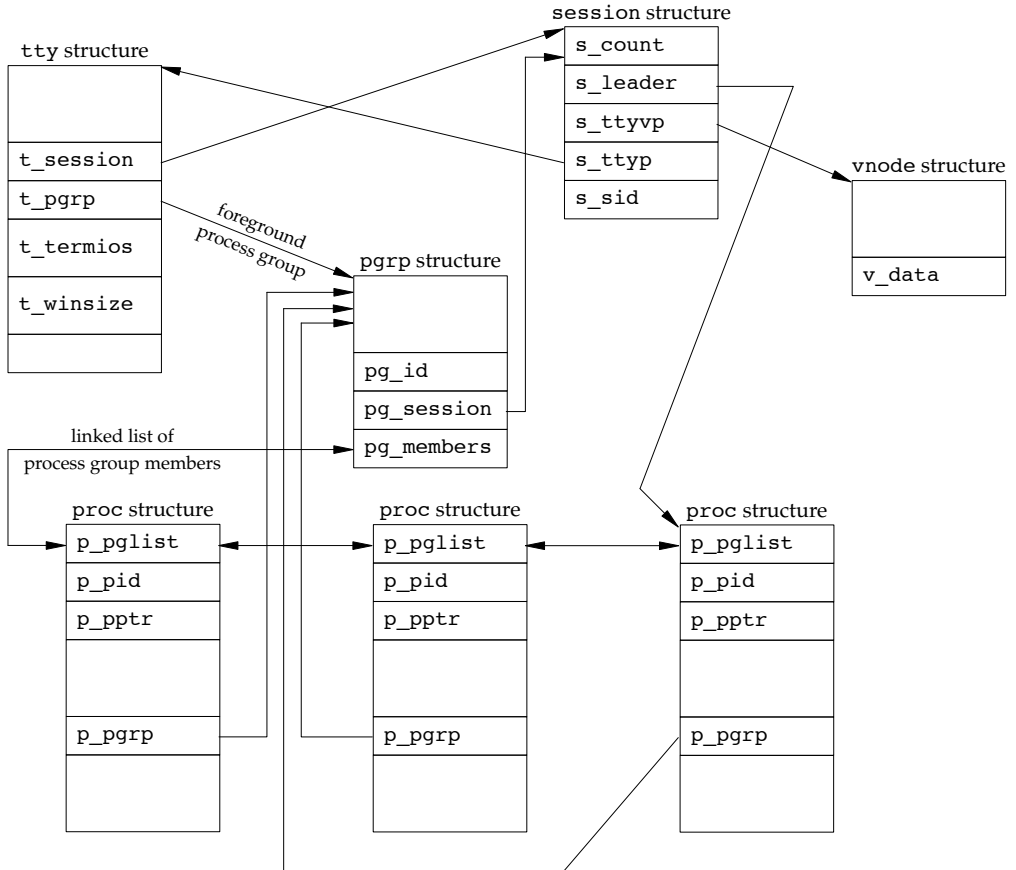 session structure
s_count
s_leader
s_ttyvp
s_ttyp
s_sid
tty structure
t_session
t_pgrp
t_termios
t_winsize
vnode structure
v_data
foreground
process group
pgrp structure
pg_id
pg_session
pg_members
linked list of
process group members
proc structure
p_pglist
p_pid
p_pptr
p_pgrp
proc structure
p_pglist
p_pid
p_pptr
p_pgrp
proc structure
p_pglist
p_pid
p_pptr
p_pgrp